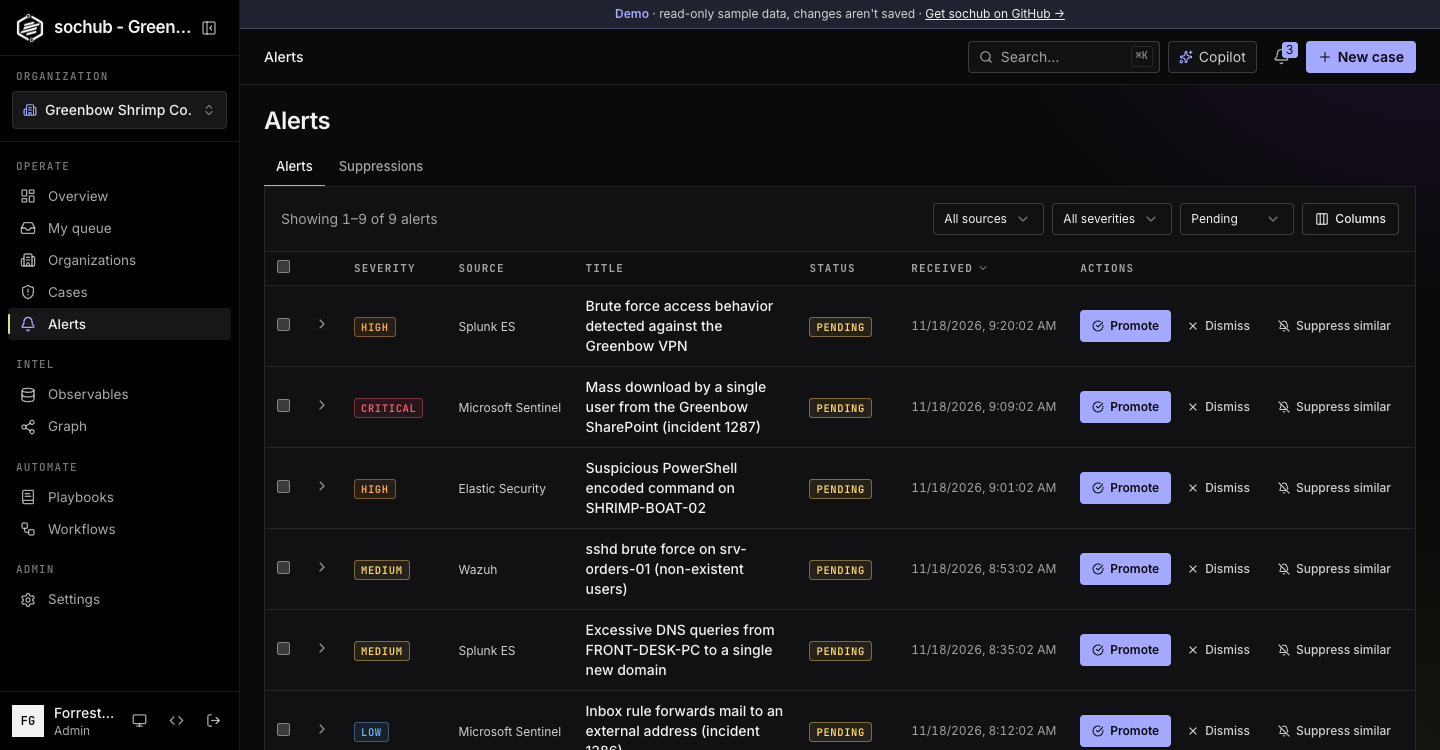 sochub - Green...
Demo · read-only sample data, changes aren't saved · Get sochub on GitHub →
ORGANIZATION
Greenbow Shrimp Co.
OPERATE
Overview
My queue
Organizations
Cases
Alerts
INTEL
Observables
Graph
AUTOMATE
Playbooks
Workflows
ADMIN
Settings
FG
Forrest...
Admin
Alerts
Search...
⌘K
Copilot
3
+ New case
Alerts
Alerts
Suppressions
Showing 1–9 of 9 alerts
All sources
All severities
Pending
Columns
SEVERITY SOURCE TITLE STATUS RECEIVED ACTIONS
HIGH
Splunk ES
Brute force access behavior
detected against the
Greenbow VPN
PENDING
11/18/2026, 9:20:02 AM
Promote
Dismiss
Suppress similar
CRITICAL
Microsoft Sentinel
Mass download by a single
user from the Greenbow
SharePoint (incident 1287)
PENDING
11/18/2026, 9:09:02 AM
Promote
Dismiss
Suppress similar
HIGH
Elastic Security
Suspicious PowerShell
encoded command on
SHRIMP-BOAT-02
PENDING
11/18/2026, 9:01:02 AM
Promote
Dismiss
Suppress similar
MEDIUM
Wazuh
sshd brute force on srv-
orders-01 (non-existent
users)
PENDING
11/18/2026, 8:53:02 AM
Promote
Dismiss
Suppress similar
MEDIUM
Splunk ES
Excessive DNS queries from
FRONT-DESK-PC to a single
new domain
PENDING
11/18/2026, 8:35:02 AM
Promote
Dismiss
Suppress similar
LOW
Microsoft Sentinel
Inbox rule forwards mail to an
external address (incident
1286)
PENDING
11/18/2026, 8:12:02 AM
Promote
Dismiss
Suppress similar